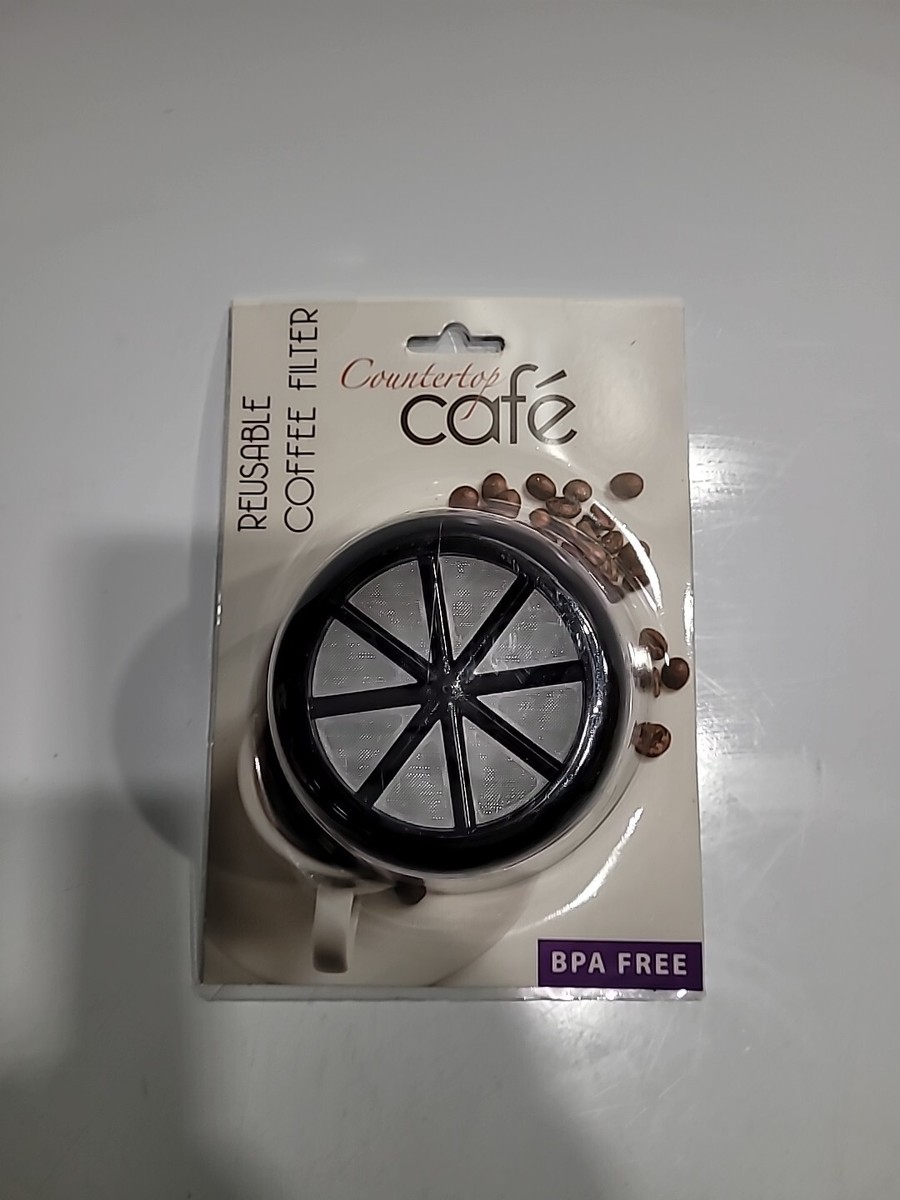 REUSABLE
COFFEE FILTER
Countertop
café
BPA FREE